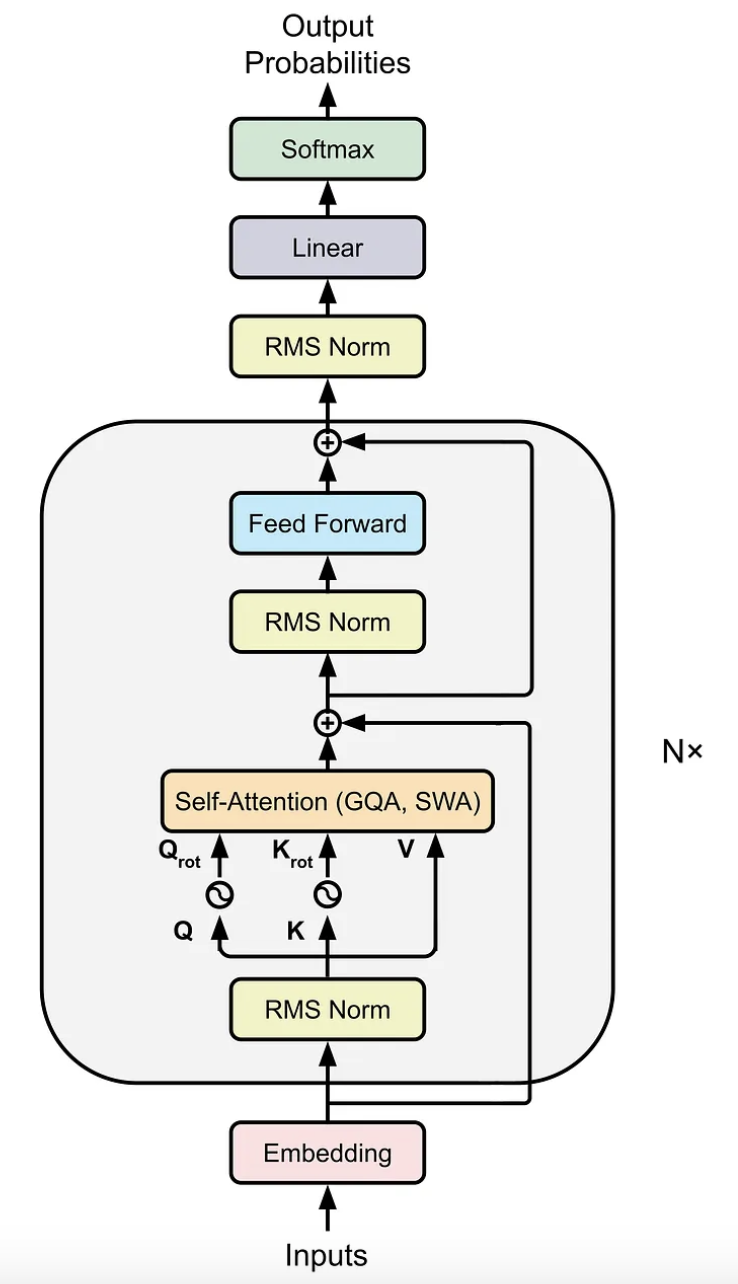 Output
Probabilities
Softmax
Linear
RMS Norm
Feed Forward
RMS Norm
N×
Self-Attention (GQA, SWA)
Qrot Krot V
Q K
RMS Norm
Embedding
Inputs